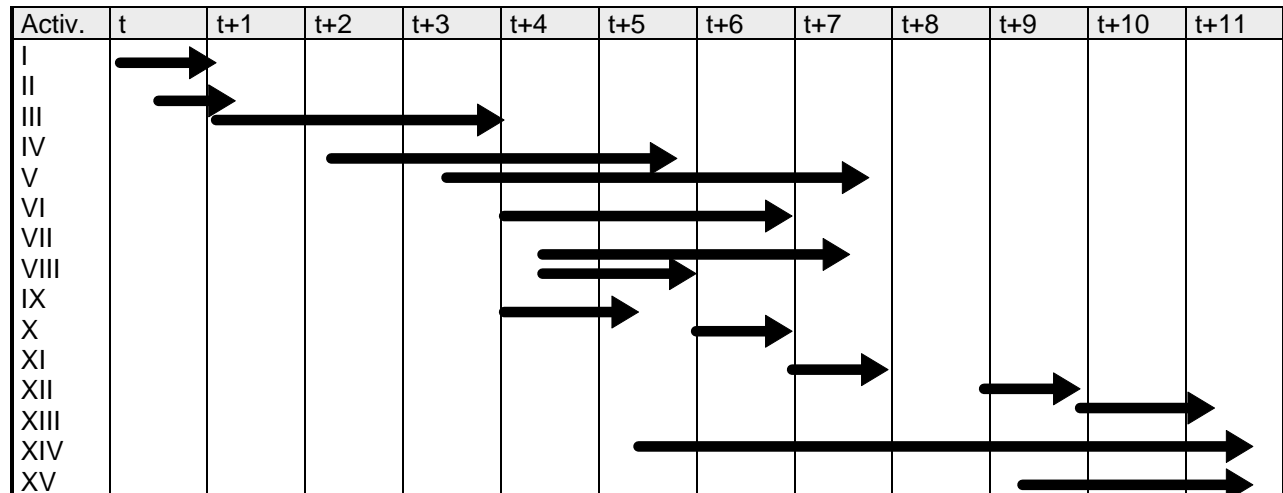 Activ. t t+1 t+2 t+3 t+4 t+5 t+6 t+7 t+8 t+9 t+10 t+11
I
II
III
IV
V
VI
VII
VIII
IX
X
XI
XII
XIII
XIV
XV